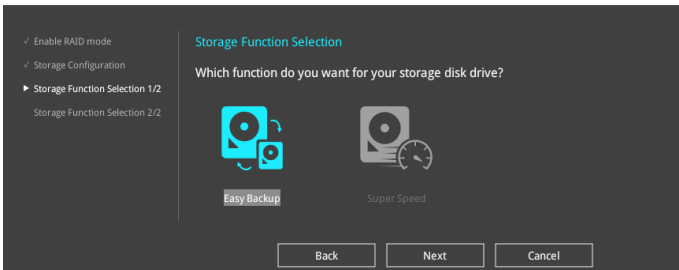 ✓ Enable RAID mode
✓ Storage Configuration
▶ Storage Function Selection 1/2
Storage Function Selection 2/2
Storage Function Selection
Which function do you want for your storage disk drive?
Easy Backup
Super Speed
Back
Next
Cancel